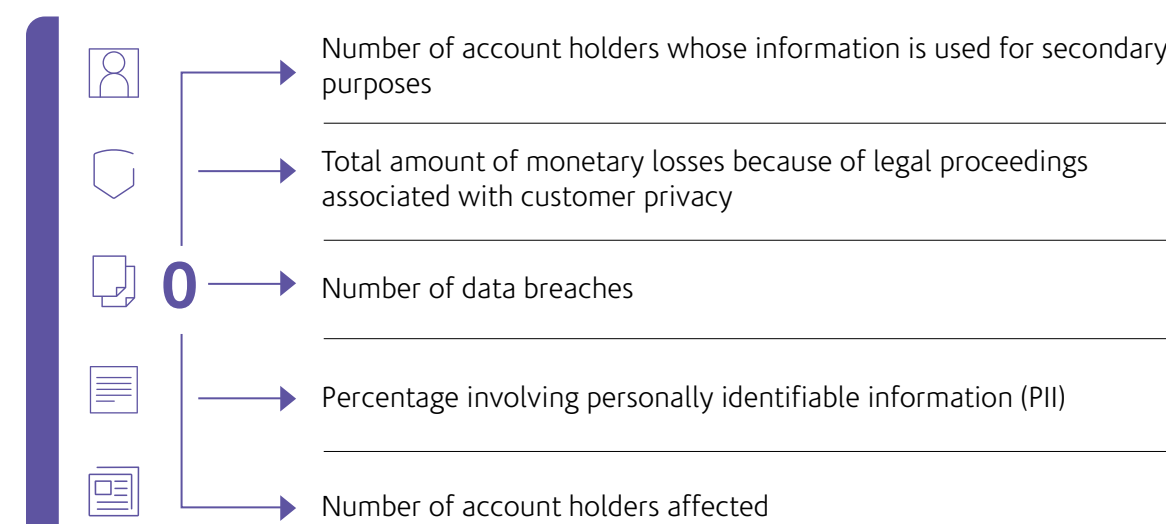 Number of account holders whose information is used for secondary
purposes
Total amount of monetary losses because of legal proceedings
associated with customer privacy
0
Number of data breaches
Percentage involving personally identifiable information (PII)
Number of account holders affected